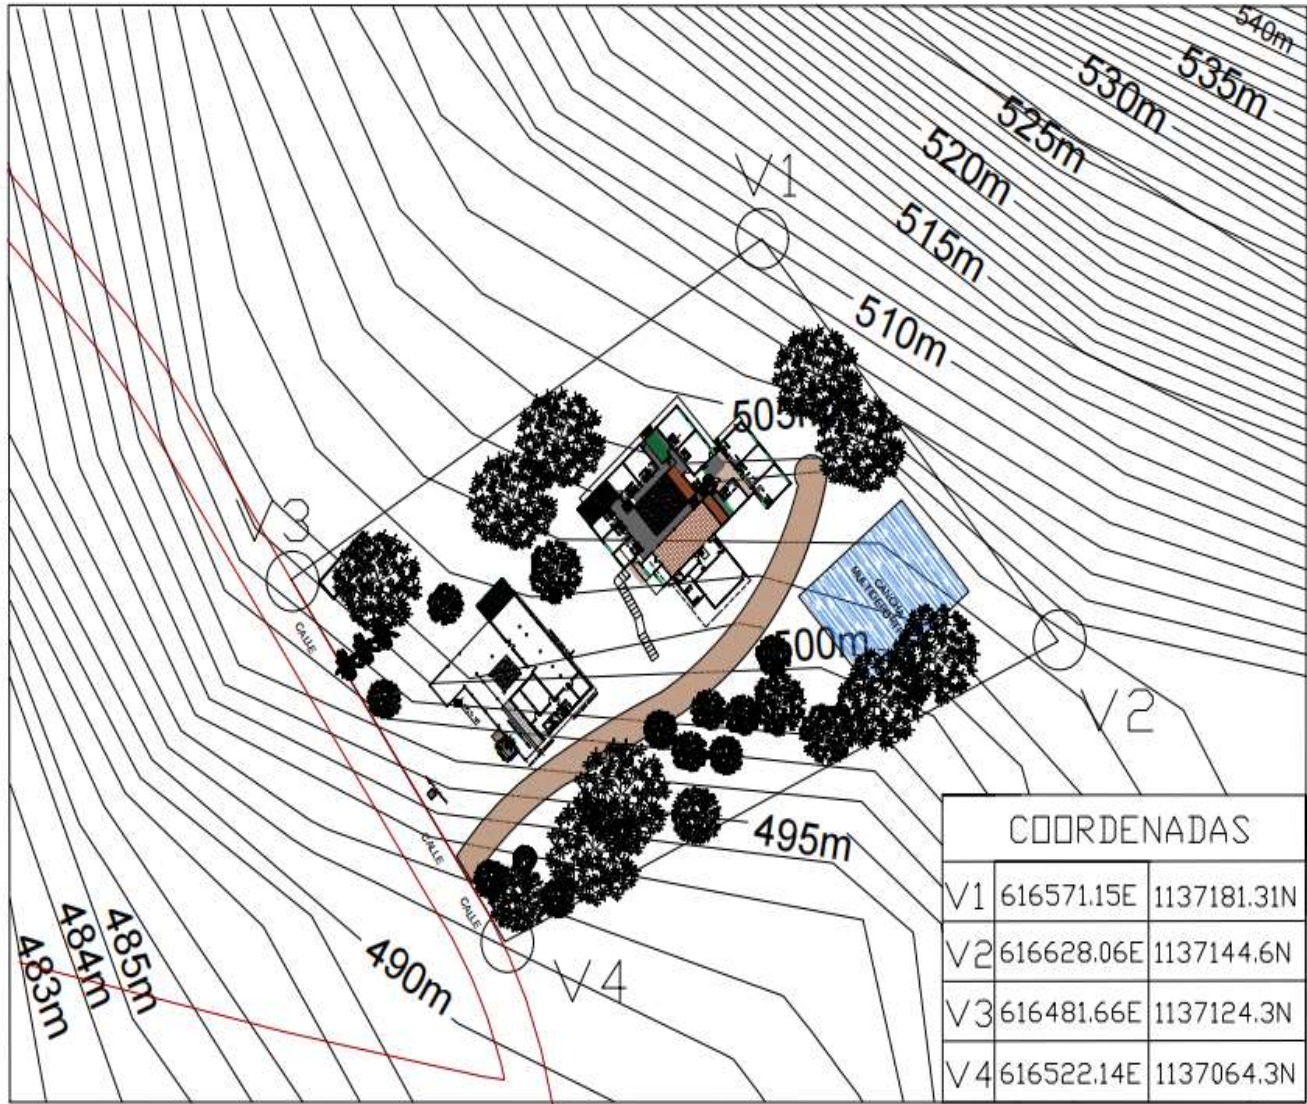 540m
535m
530m
525m
520m
515m
V1
510m
505m
V3
CALLE
CANCHA
500m
V2
CALLE
495m
CALLE
V4
490m
485m
484m
483m
COORDENADAS
V1 616571.15E 1137181.31N
V2 616628.06E 1137144.6N
V3 616481.66E 1137124.3N
V4 616522.14E 1137064.3N